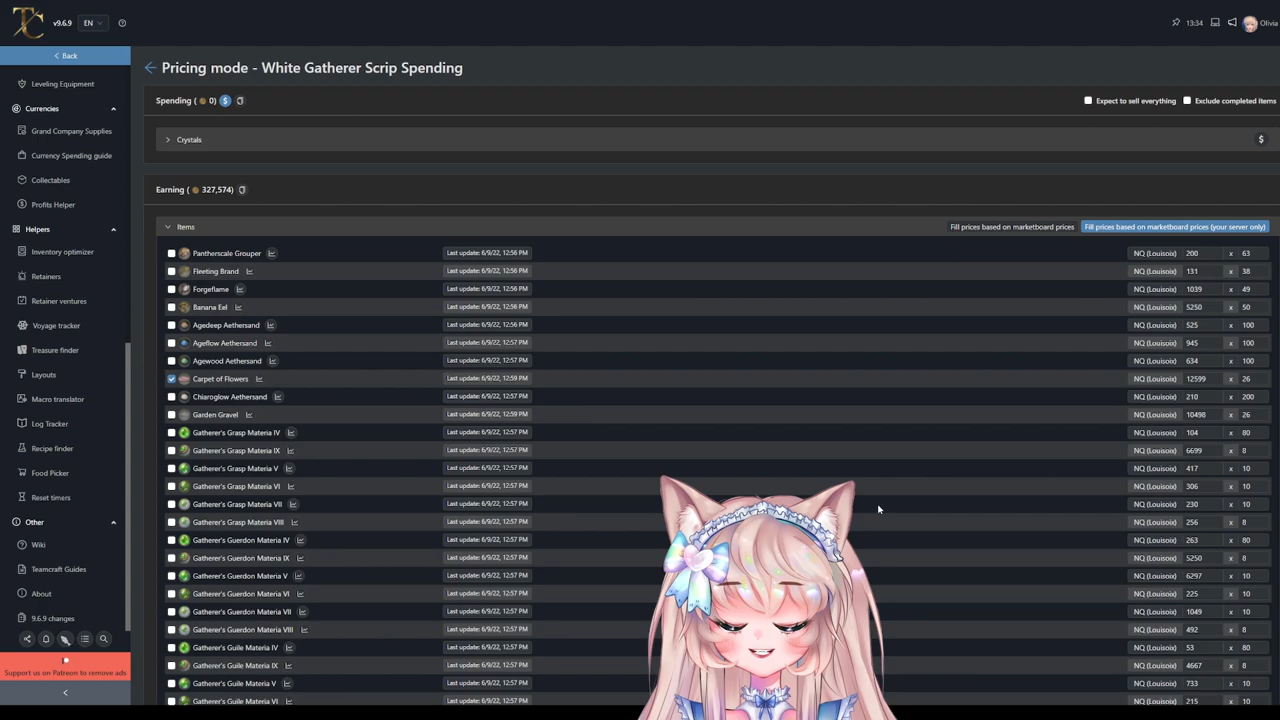 TC v9.6.9 EN 13:34 Olivia
Back
Leveling Equipment
Currencies
Grand Company Supplies
Currency Spending guide
Collectables
Profits Helper
Helpers
Inventory optimizer
Retainers
Retainer ventures
Voyage tracker
Treasure finder
Layouts
Macro translator
Log Tracker
Recipe finder
Food Picker
Reset timers
Other
Wiki
Teamcraft Guides
About
9.6.9 changes
Support us on Patreon to remove ads
Pricing mode - White Gatherer Scrip Spending
Spending ( 0) $ Expect to sell everything Exclude completed items
Crystals $
Earning ( 327,574)
Items Fill prices based on marketboard prices Fill prices based on marketboard prices (your server only)
Pantherscale Grouper Last update: 6/9/22, 12:56 PM NQ (Louisoix) 200 x 63
Fleeting Brand Last update: 6/9/22, 12:56 PM NQ (Louisoix) 131 x 38
Forgeflame Last update: 6/9/22, 12:56 PM NQ (Louisoix) 1039 x 49
Banana Eel Last update: 6/9/22, 12:56 PM NQ (Louisoix) 5250 x 50
Agedeep Aethersand Last update: 6/9/22, 12:56 PM NQ (Louisoix) 525 x 100
Ageflow Aethersand Last update: 6/9/22, 12:57 PM NQ (Louisoix) 945 x 100
Agewood Aethersand Last update: 6/9/22, 12:57 PM NQ (Louisoix) 634 x 100
Carpet of Flowers Last update: 6/9/22, 12:59 PM NQ (Louisoix) 12599 x 26
Chiaroglow Aethersand Last update: 6/9/22, 12:57 PM NQ (Louisoix) 210 x 200
Garden Gravel Last update: 6/9/22, 12:59 PM NQ (Louisoix) 10498 x 26
Gatherer's Grasp Materia IV Last update: 6/9/22, 12:57 PM NQ (Louisoix) 104 x 80
Gatherer's Grasp Materia IX Last update: 6/9/22, 12:57 PM NQ (Louisoix) 6699 x 8
Gatherer's Grasp Materia V Last update: 6/9/22, 12:57 PM NQ (Louisoix) 417 x 10
Gatherer's Grasp Materia VI Last update: 6/9/22, 12:57 PM NQ (Louisoix) 306 x 10
Gatherer's Grasp Materia VII Last update: 6/9/22, 12:57 PM NQ (Louisoix) 230 x 10
Gatherer's Grasp Materia VIII Last update: 6/9/22, 12:57 PM NQ (Louisoix) 256 x 8
Gatherer's Guerdon Materia IV Last update: 6/9/22, 12:57 PM NQ (Louisoix) 263 x 80
Gatherer's Guerdon Materia IX Last update: 6/9/22, 12:57 PM NQ (Louisoix) 5250 x 8
Gatherer's Guerdon Materia V Last update: 6/9/22, 12:57 PM NQ (Louisoix) 6297 x 10
Gatherer's Guerdon Materia VI Last update: 6/9/22, 12:57 PM NQ (Louisoix) 225 x 10
Gatherer's Guerdon Materia VII Last update: 6/9/22, 12:57 PM NQ (Louisoix) 1049 x 10
Gatherer's Guerdon Materia VIII Last update: 6/9/22, 12:57 PM NQ (Louisoix) 492 x 8
Gatherer's Guile Materia IV Last update: 6/9/22, 12:57 PM NQ (Louisoix) 53 x 80
Gatherer's Guile Materia IX Last update: 6/9/22, 12:57 PM NQ (Louisoix) 4667 x 8
Gatherer's Guile Materia V Last update: 6/9/22, 12:57 PM NQ (Louisoix) 733 x 10
Gatherer's Guile Materia VI Last update: 6/9/22, 12:57 PM NQ (Louisoix) 215 x 10